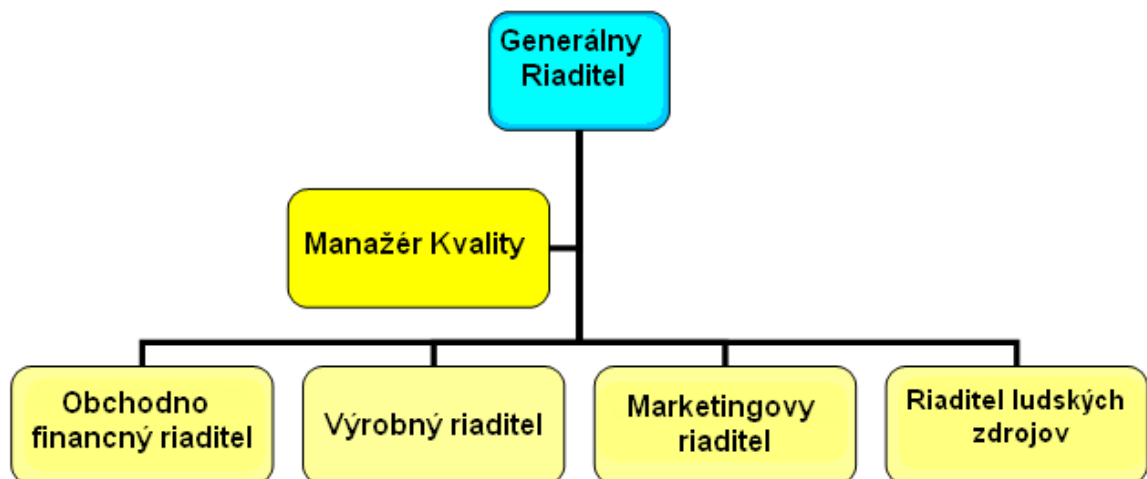 Generálny
Riaditel
Manažér Kvality
Obchodno
financný riaditel
Výrobný riaditel
Marketingovy
riaditel
Riaditel ludských
zdrojov